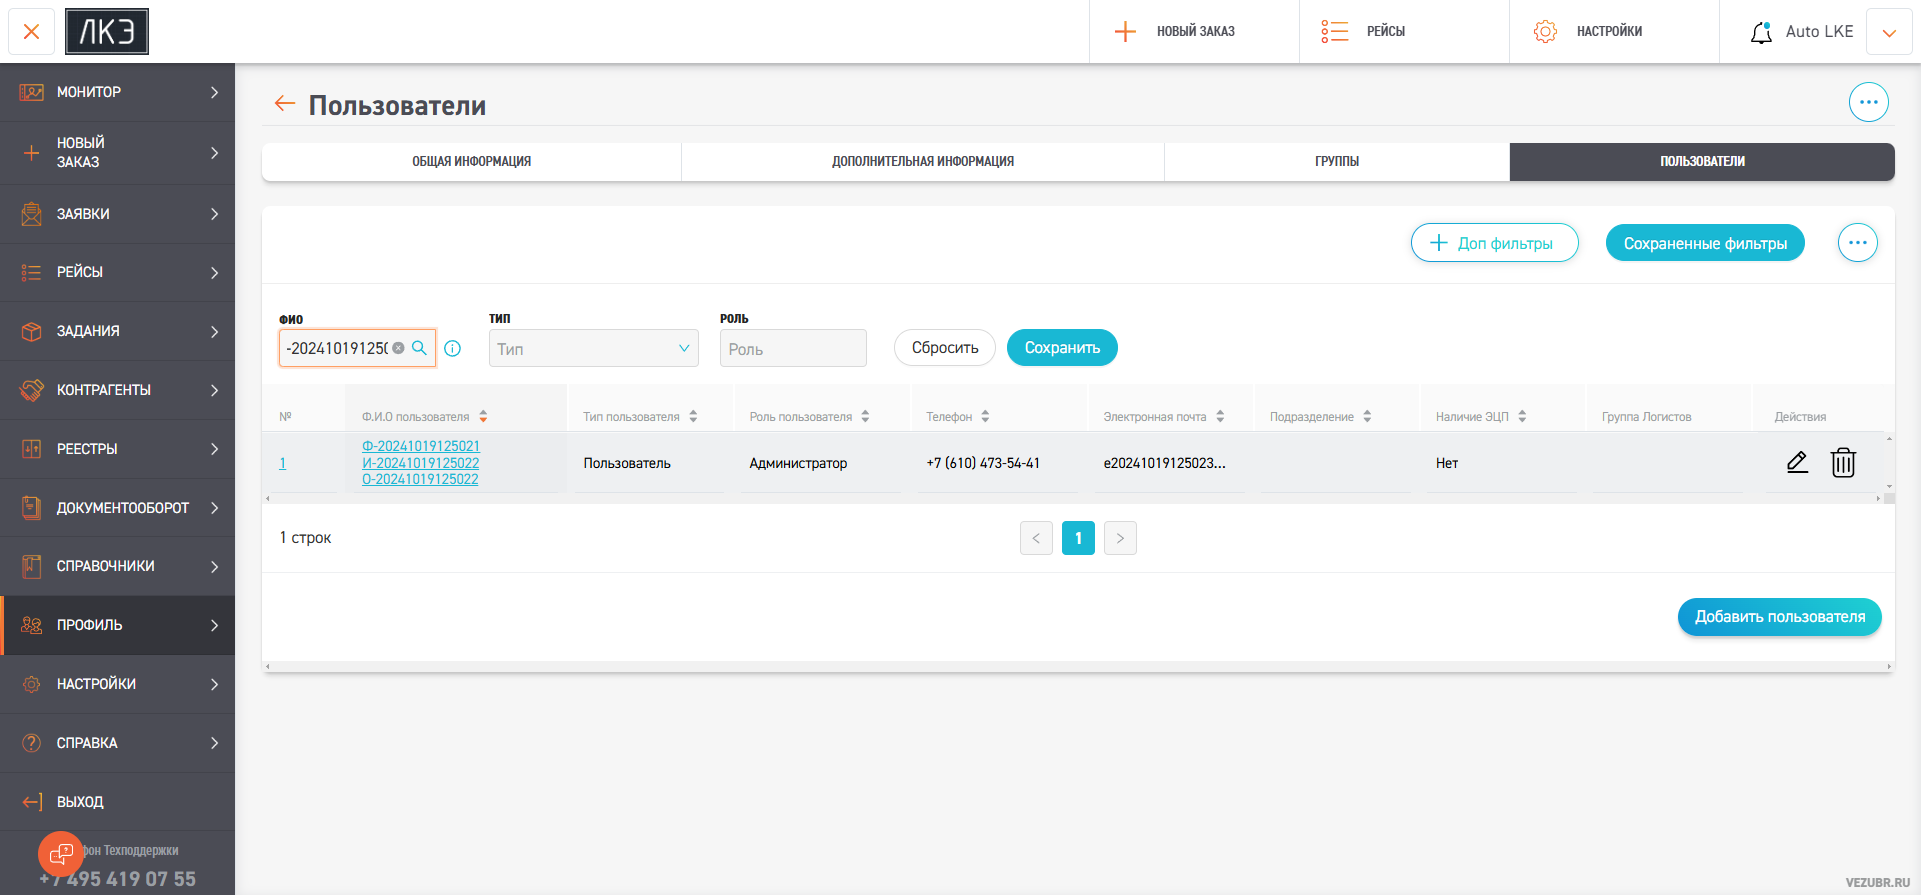 ЛКЭ
НОВЫЙ ЗАКАЗ
РЕЙСЫ
НАСТРОЙКИ
Auto LKE
МОНИТОР
НОВЫЙ
ЗАКАЗ
ЗАЯВКИ
РЕЙСЫ
ЗАДАНИЯ
КОНТРАГЕНТЫ
РЕЕСТРЫ
ДОКУМЕНТООБОРОТ
СПРАВОЧНИКИ
ПРОФИЛЬ
НАСТРОЙКИ
СПРАВКА
ВЫХОД
фон Техподдержки
+7 495 419 07 55
Пользователи
ОБЩАЯ ИНФОРМАЦИЯ
ДОПОЛНИТЕЛЬНАЯ ИНФОРМАЦИЯ
ГРУППЫ
ПОЛЬЗОВАТЕЛИ
Доп фильтры
Сохраненные фильтры
ФИО
ТИП
РОЛЬ
-202410191250
Тип
Роль
Сбросить
Сохранить
№
Ф.И.О пользователя
Тип пользователя
Роль пользователя
Телефон
Электронная почта
Подразделение
Наличие ЭЦП
Группа Логистов
Действия
1
Ф-20241019125021
И-20241019125022
О-20241019125022
Пользователь
Администратор
+7 (610) 473-54-41
e20241019125023...
Нет
1 строк
< 1 >
Добавить пользователя
VEZUBR.RU